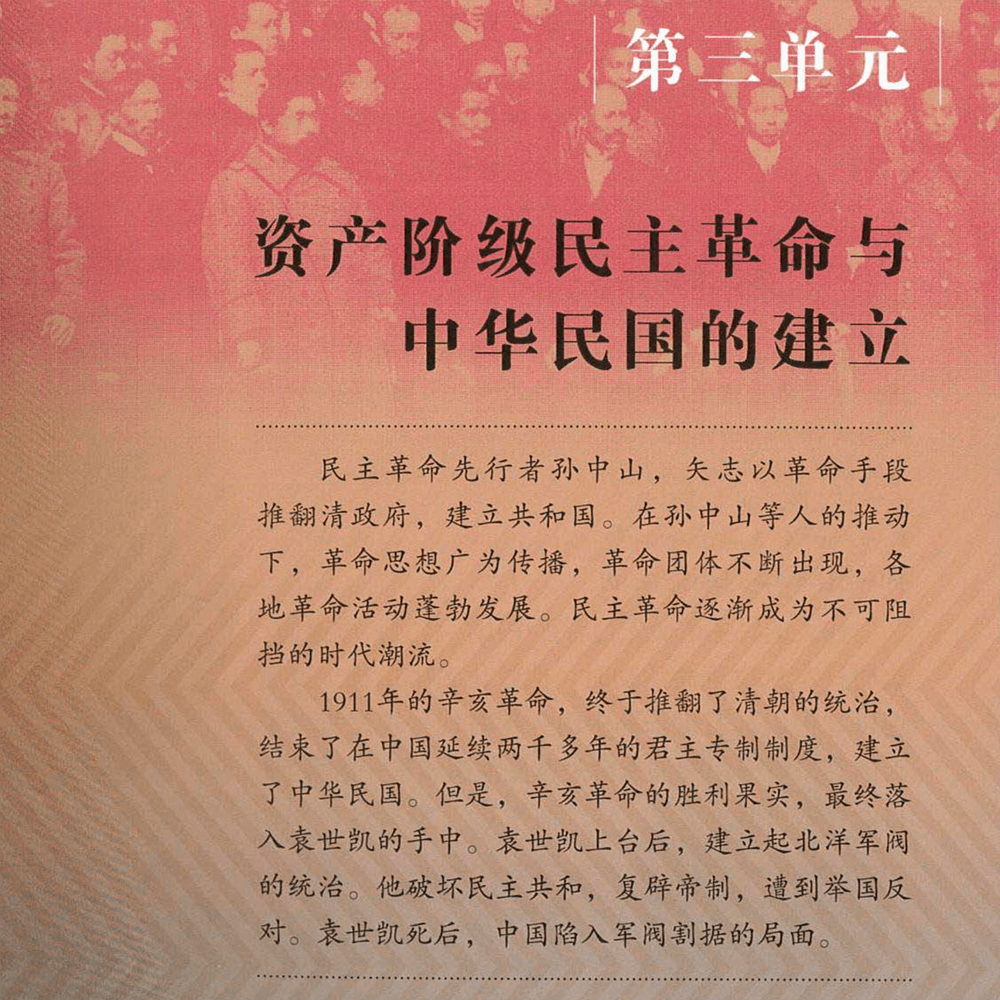 第三单元
资产阶级民主革命与
中华民国的建立
民主革命先行者孙中山，矢志以革命手段
推翻清政府，建立共和国。在孙中山等人的推动
下，革命思想广为传播，革命团体不断出现，各
地革命活动蓬勃发展。民主革命逐渐成为不可阻
挡的时代潮流。
1911年的辛亥革命，终于推翻了清朝的统治，
结束了在中国延续两千多年的君主专制制度，建立
了中华民国。但是，辛亥革命的胜利果实，最终落
入袁世凯的手中。袁世凯上台后，建立起北洋军阀
的统治。他破坏民主共和，复辟帝制，遭到举国反
对。袁世凯死后，中国陷入军阀割据的局面。